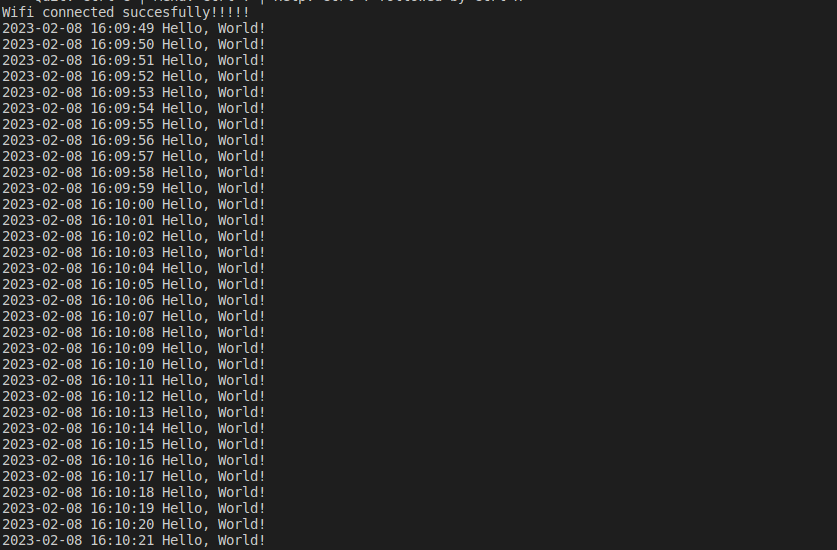 Wifi connected succesfully!!!!!
2023-02-08 16:09:49 Hello, World!
2023-02-08 16:09:50 Hello, World!
2023-02-08 16:09:51 Hello, World!
2023-02-08 16:09:52 Hello, World!
2023-02-08 16:09:53 Hello, World!
2023-02-08 16:09:54 Hello, World!
2023-02-08 16:09:55 Hello, World!
2023-02-08 16:09:56 Hello, World!
2023-02-08 16:09:57 Hello, World!
2023-02-08 16:09:58 Hello, World!
2023-02-08 16:09:59 Hello, World!
2023-02-08 16:10:00 Hello, World!
2023-02-08 16:10:01 Hello, World!
2023-02-08 16:10:02 Hello, World!
2023-02-08 16:10:03 Hello, World!
2023-02-08 16:10:04 Hello, World!
2023-02-08 16:10:05 Hello, World!
2023-02-08 16:10:06 Hello, World!
2023-02-08 16:10:07 Hello, World!
2023-02-08 16:10:08 Hello, World!
2023-02-08 16:10:09 Hello, World!
2023-02-08 16:10:10 Hello, World!
2023-02-08 16:10:11 Hello, World!
2023-02-08 16:10:12 Hello, World!
2023-02-08 16:10:13 Hello, World!
2023-02-08 16:10:14 Hello, World!
2023-02-08 16:10:15 Hello, World!
2023-02-08 16:10:16 Hello, World!
2023-02-08 16:10:17 Hello, World!
2023-02-08 16:10:18 Hello, World!
2023-02-08 16:10:19 Hello, World!
2023-02-08 16:10:20 Hello, World!
2023-02-08 16:10:21 Hello, World!